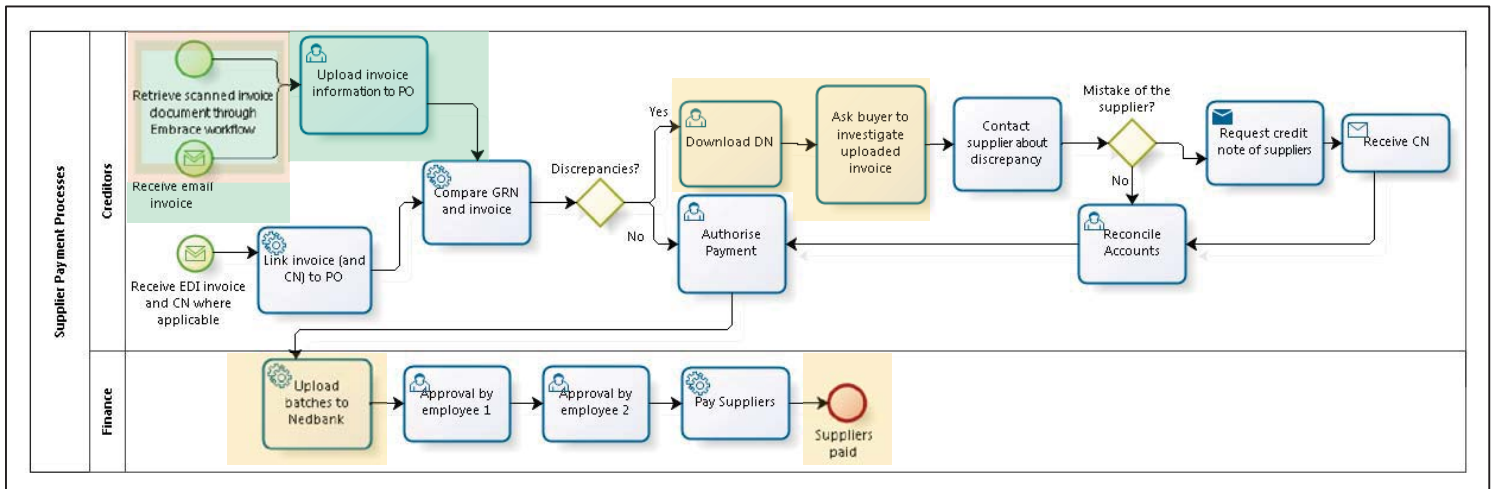 Supplier Payment Processes
Creditors
Retrieve scanned invoice
document through
Embrace workflow
Receive email
invoice
Upload invoice
information to PO
Receive EDI invoice
and CN where
applicable
Link invoice (and
CN) to PO
Compare GRN
and invoice
Discrepancies?
Yes
No
Download DN
Ask buyer to
investigate
uploaded
invoice
Contact
supplier about
discrepancy
Mistake of the
supplier?
No
Request credit
note of suppliers
Receive CN
Reconcile
Accounts
Authorise
Payment
Finance
Upload
batches to
Nedbank
Approval by
employee 1
Approval by
employee 2
Pay Suppliers
Suppliers
paid